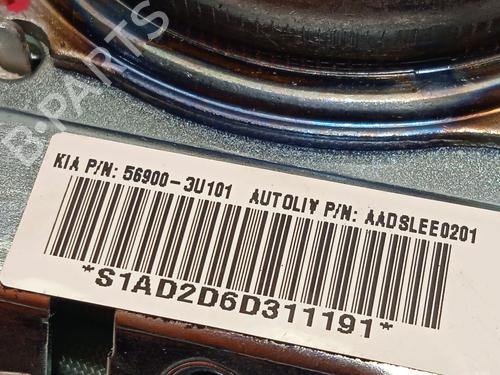 B-PARTS
KIA P/N: 56900-3U101 AUTOLIV P/N: AADSLEE0201
*S1AD2D6D311191*